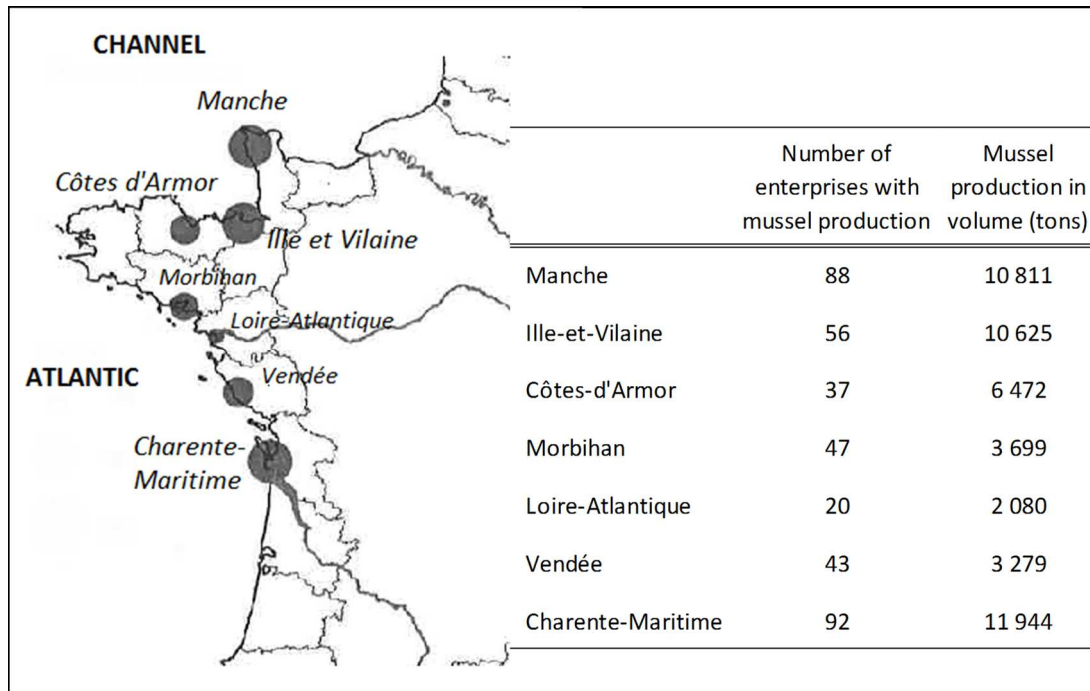 CHANNEL
Manche
Côtes d'Armor
Ille et Vilaine
Morbihan
Loire-Atlantique
ATLANTIC
Vendée
Charente-
Maritime
Number of Mussel
enterprises with production in
mussel production volume (tons)
Manche 88 10 811
Ille-et-Vilaine 56 10 625
Côtes-d'Armor 37 6 472
Morbihan 47 3 699
Loire-Atlantique 20 2 080
Vendée 43 3 279
Charente-Maritime 92 11 944